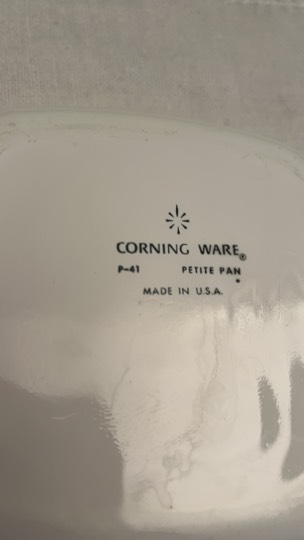 CORNING WARE®
P-41 PETITE PAN
MADE IN U.S.A.